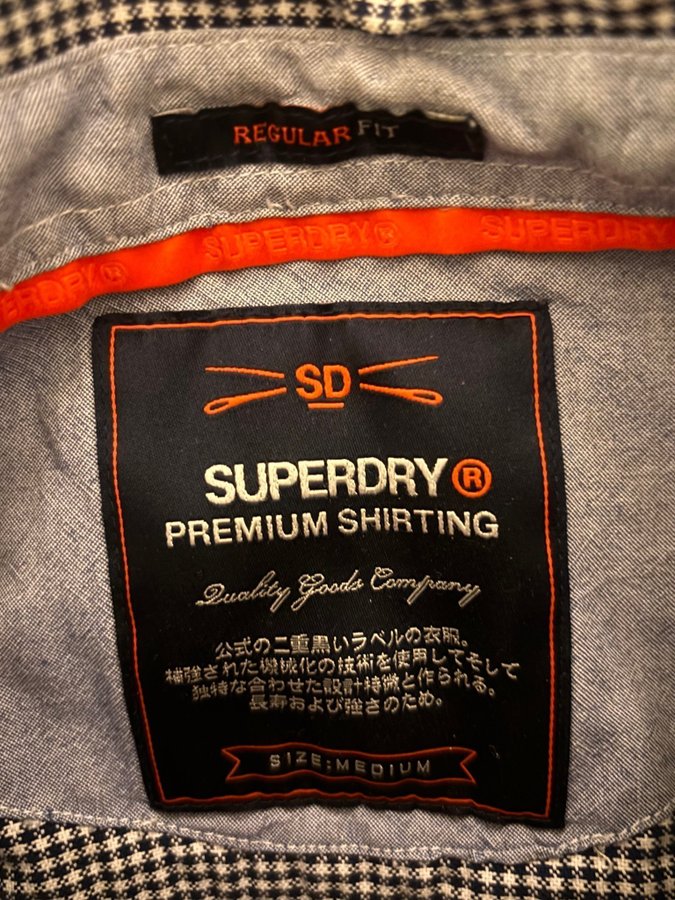 REGULAR FIT
SUPERDRY® SUPERDRY® SUPERDRY
SD
SUPERDRY®
PREMIUM SHIRTING
Quality Goods Company
公式の二重黒いラベルの衣服。
補強された機械化の技術を使用してそして
独特な合わせた設計特微と作られる。
長寿および強さのため。
SIZE:MEDIUM